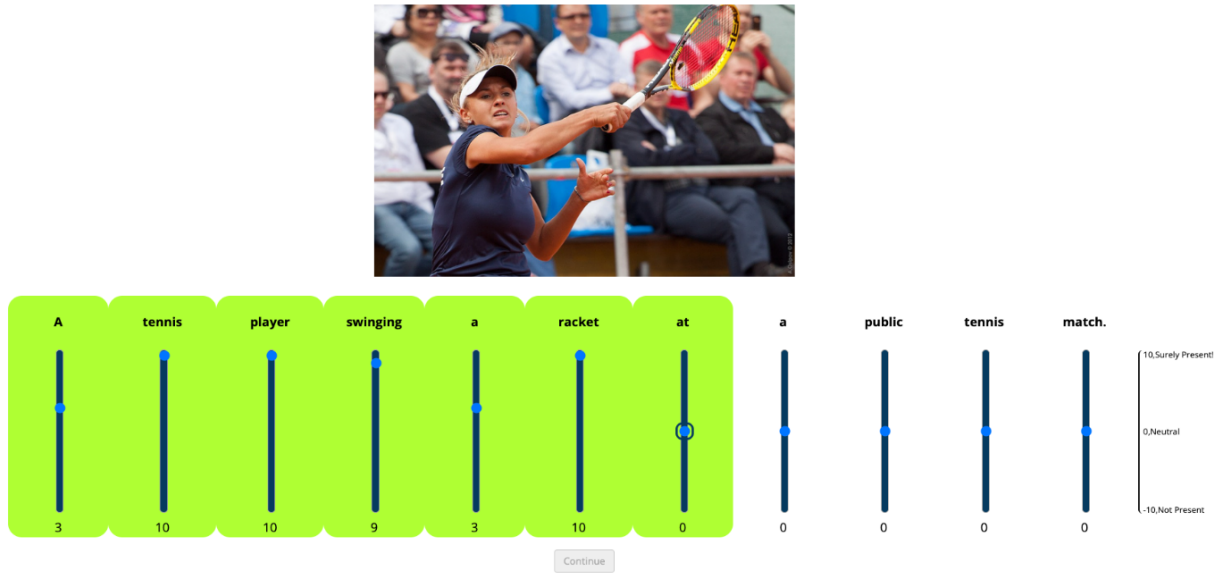 HEAD
A tennis player swinging a racket at a public tennis match.
10,Surely Present!
0,Neutral
-10,Not Present
3 10 10 9 3 10 0 0 0 0 0
Continue